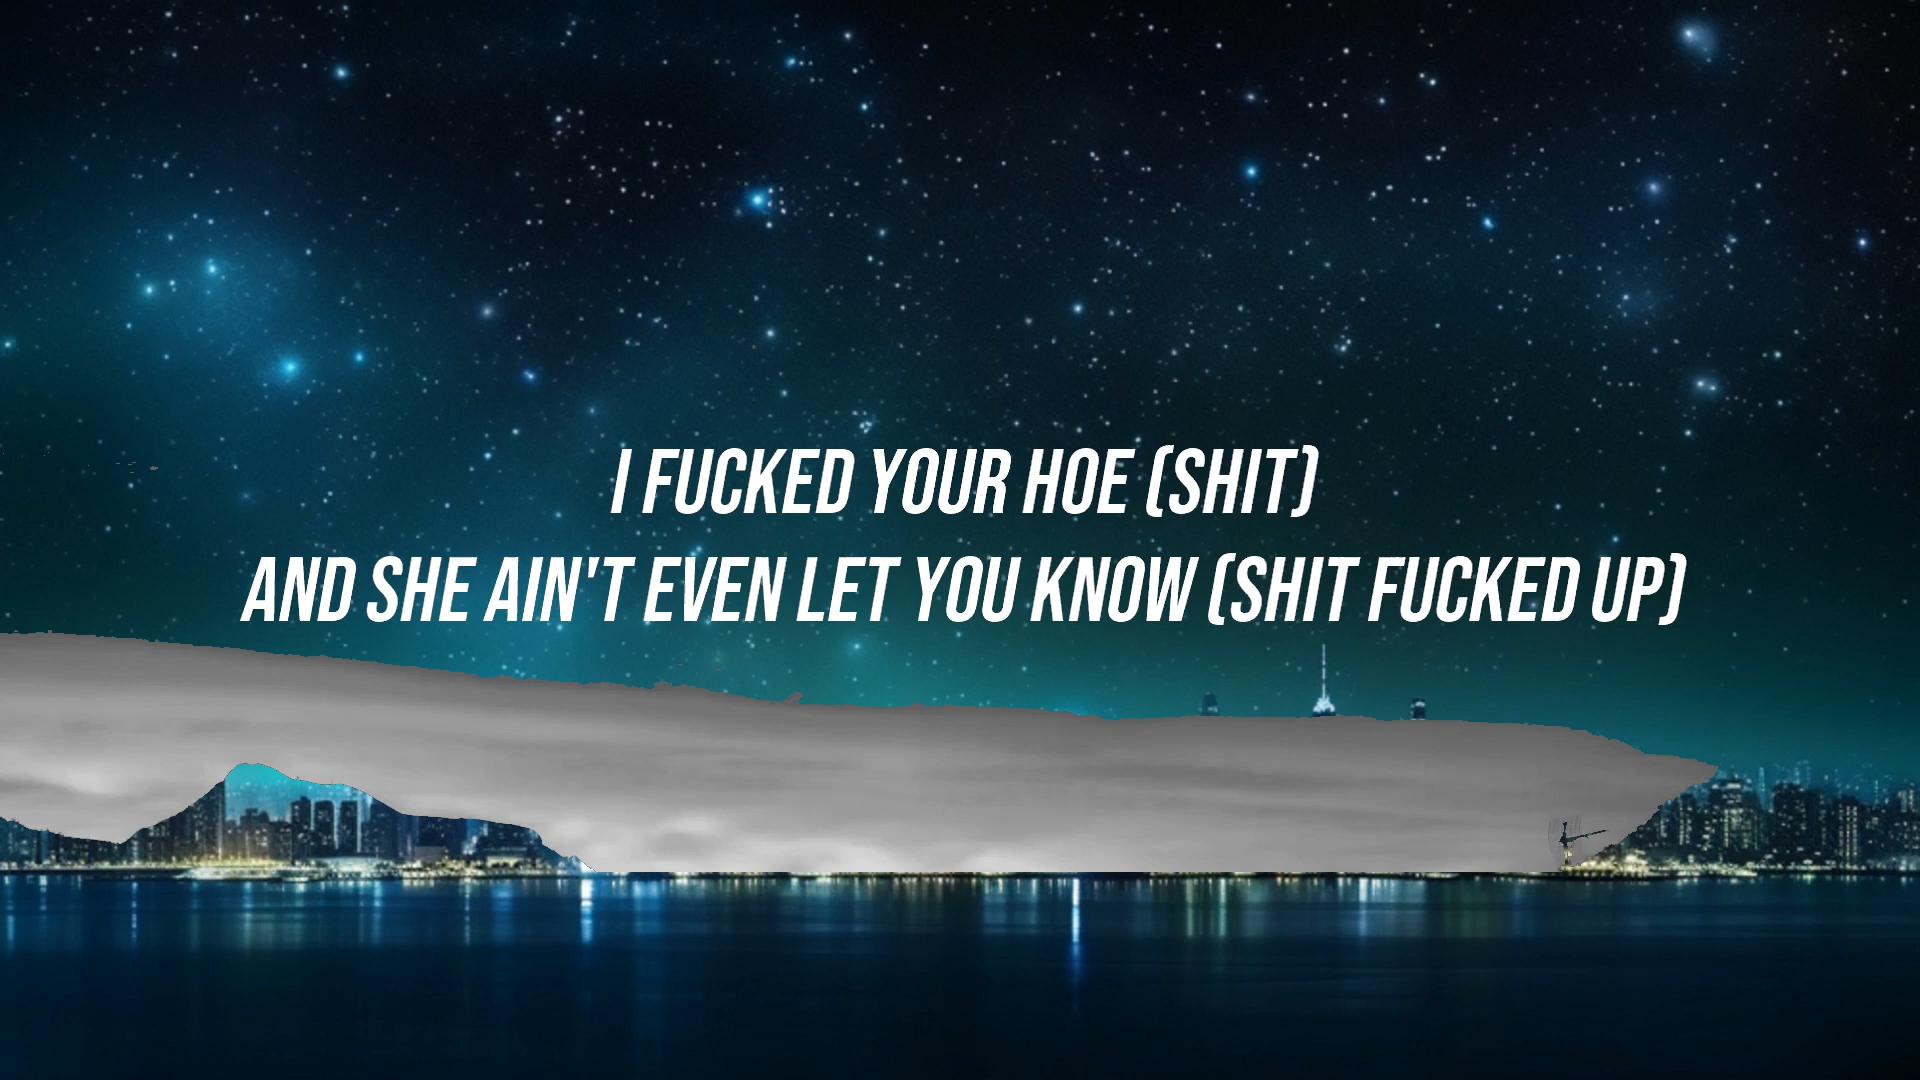 I FUCKED YOUR HOE (SHIT)
AND SHE AIN'T EVEN LET YOU KNOW (SHIT FUCKED UP)